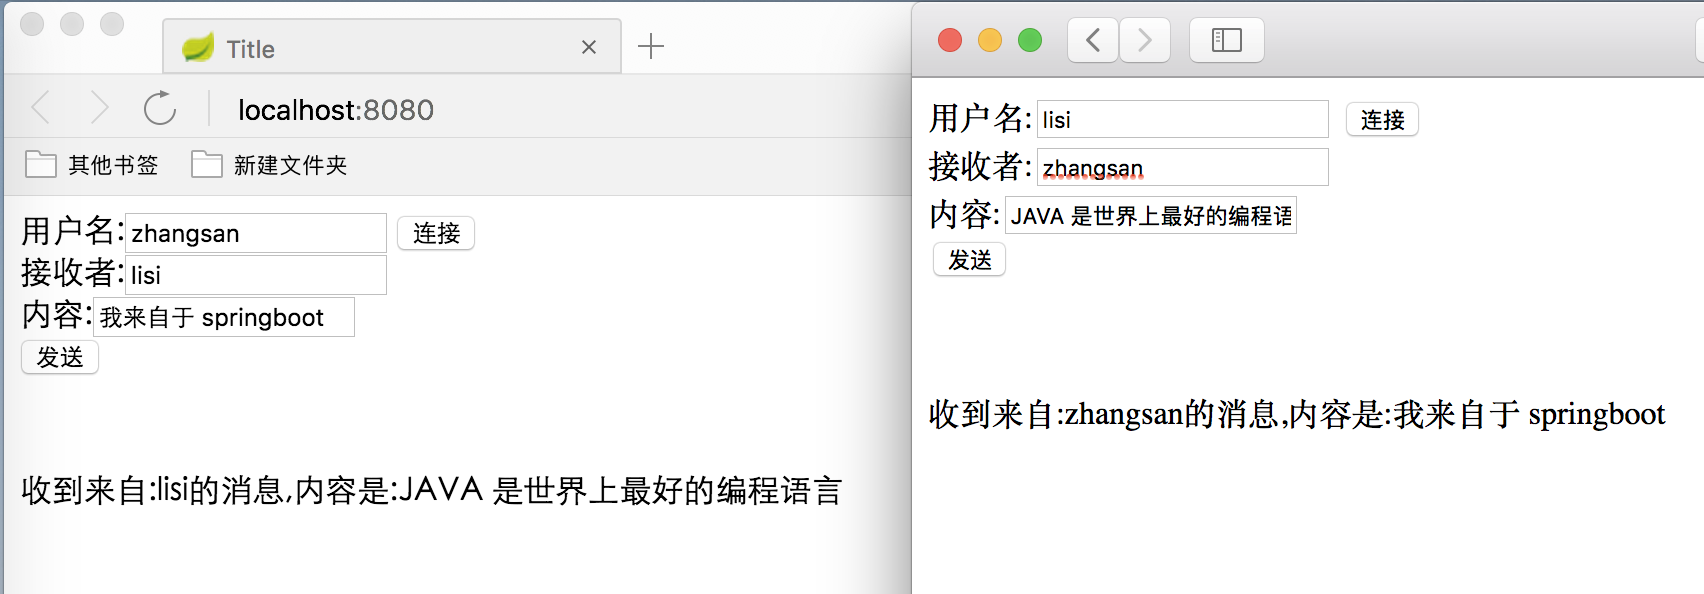 Title
localhost:8080
其他书签 新建文件夹
用户名: zhangsan 连接
接收者: lisi
内容: 我来自于 springboot
发送
收到来自:lisi的消息,内容是:JAVA 是世界上最好的编程语言
用户名: lisi 连接
接收者: zhangsan
内容: JAVA 是世界上最好的编程语
发送
收到来自:zhangsan的消息,内容是:我来自于 springboot